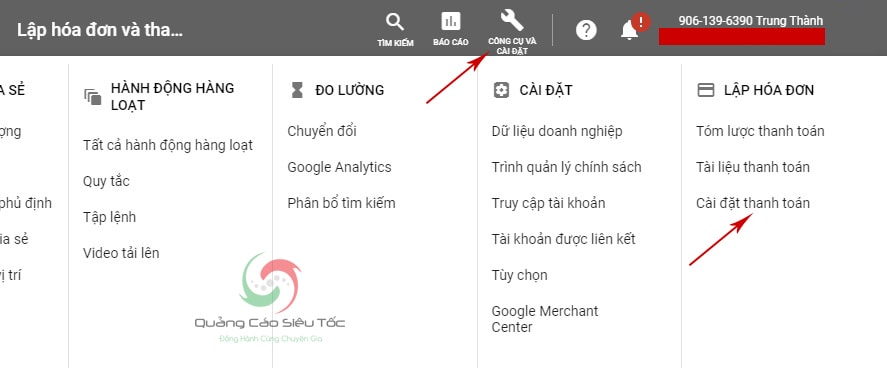 Lập hóa đơn và tha...
TÌM KIẾM
BÁO CÁO
CÔNG CỤ VÀ
CÀI ĐẶT
!
906-139-6390 Trung Thành
A SẺ
ợng
phủ định
ia sẻ
ị trí
HÀNH ĐỘNG HÀNG
LOẠT
Tất cả hành động hàng loạt
Quy tắc
Tập lệnh
Video tải lên
ĐO LƯỜNG
Chuyển đổi
Google Analytics
Phân bổ tìm kiếm
CÀI ĐẶT
Dữ liệu doanh nghiệp
Trình quản lý chính sách
Truy cập tài khoản
Tài khoản được liên kết
Tùy chọn
Google Merchant
Center
LẬP HÓA ĐƠN
Tóm lược thanh toán
Tài liệu thanh toán
Cài đặt thanh toán
Quảng Cáo Siêu Tốc
Đồng Hành Cùng Chuyên Gia